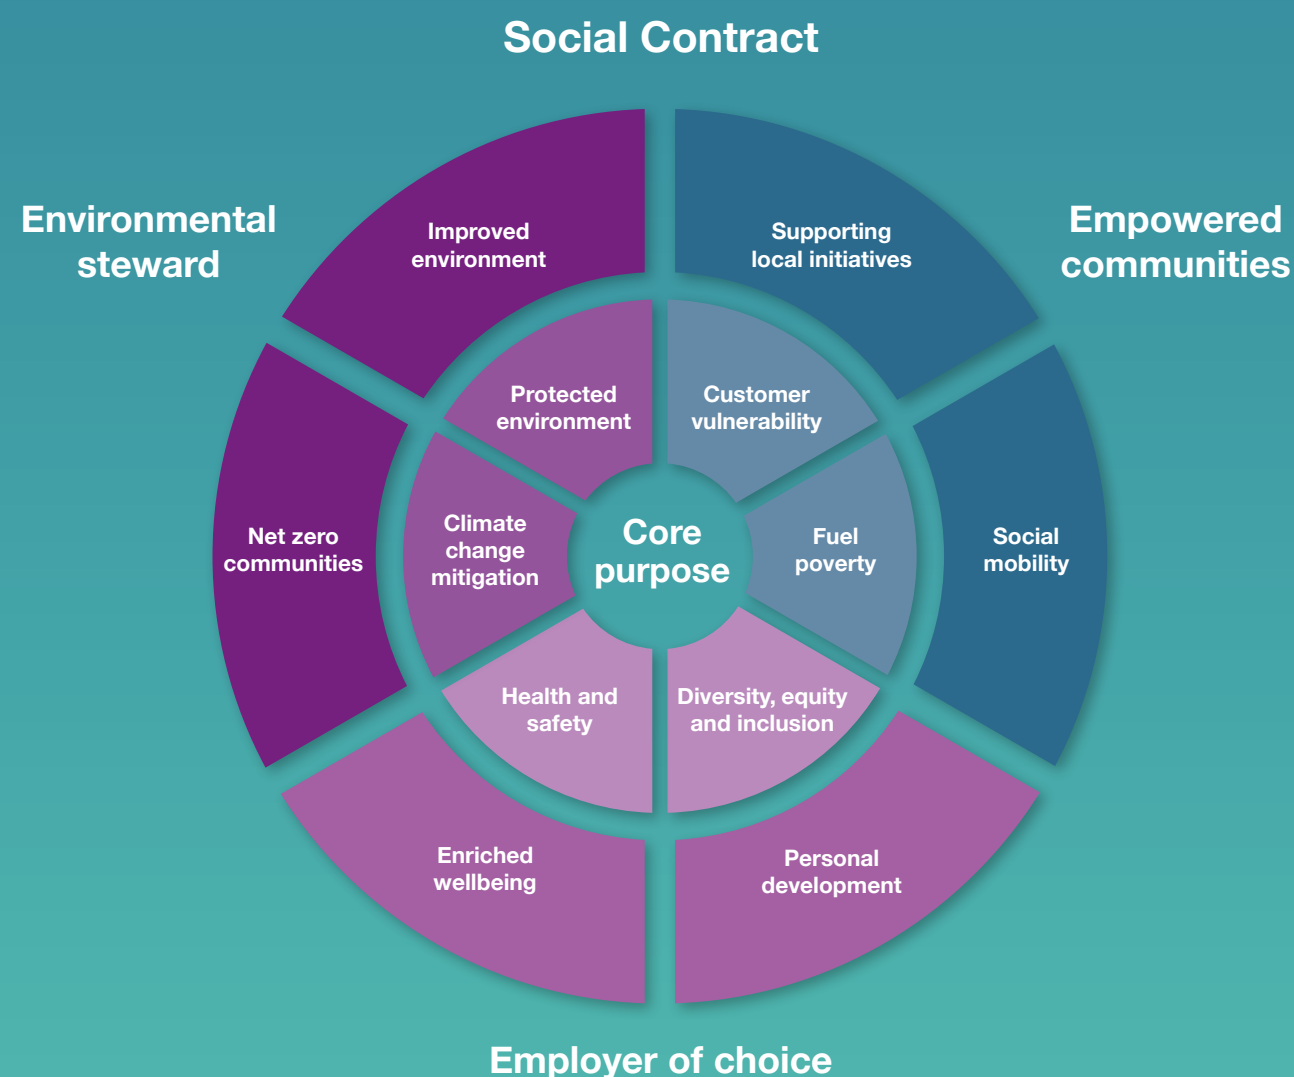 Social Contract
Environmental
steward
Empowered
communities
Improved
environment
Supporting
local initiatives
Protected
environment
Customer
vulnerability
Net zero
communities
Climate
change
mitigation
Core
purpose
Fuel
poverty
Social
mobility
Health and
safety
Diversity, equity
and inclusion
Enriched
wellbeing
Personal
development
Employer of choice